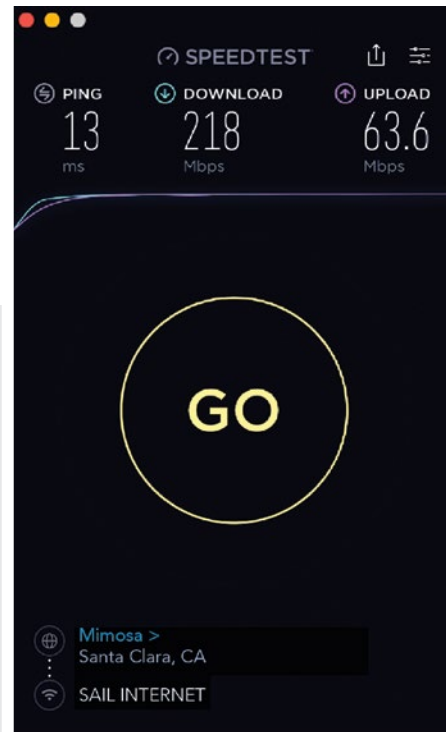 SPEEDTEST
PING DOWNLOAD UPLOAD
13 218 63.6
ms Mbps Mbps
GO
Mimosa >
Santa Clara, CA
SAIL INTERNET